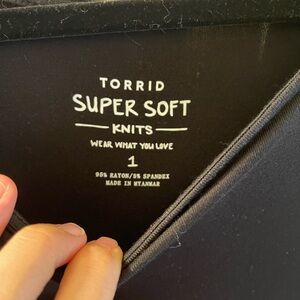 TORRID
SUPER SOFT
KNITS
WEAR WHAT YOU LOVE
1
95% RAYON/5% SPANDEX
MADE IN MYANMAR